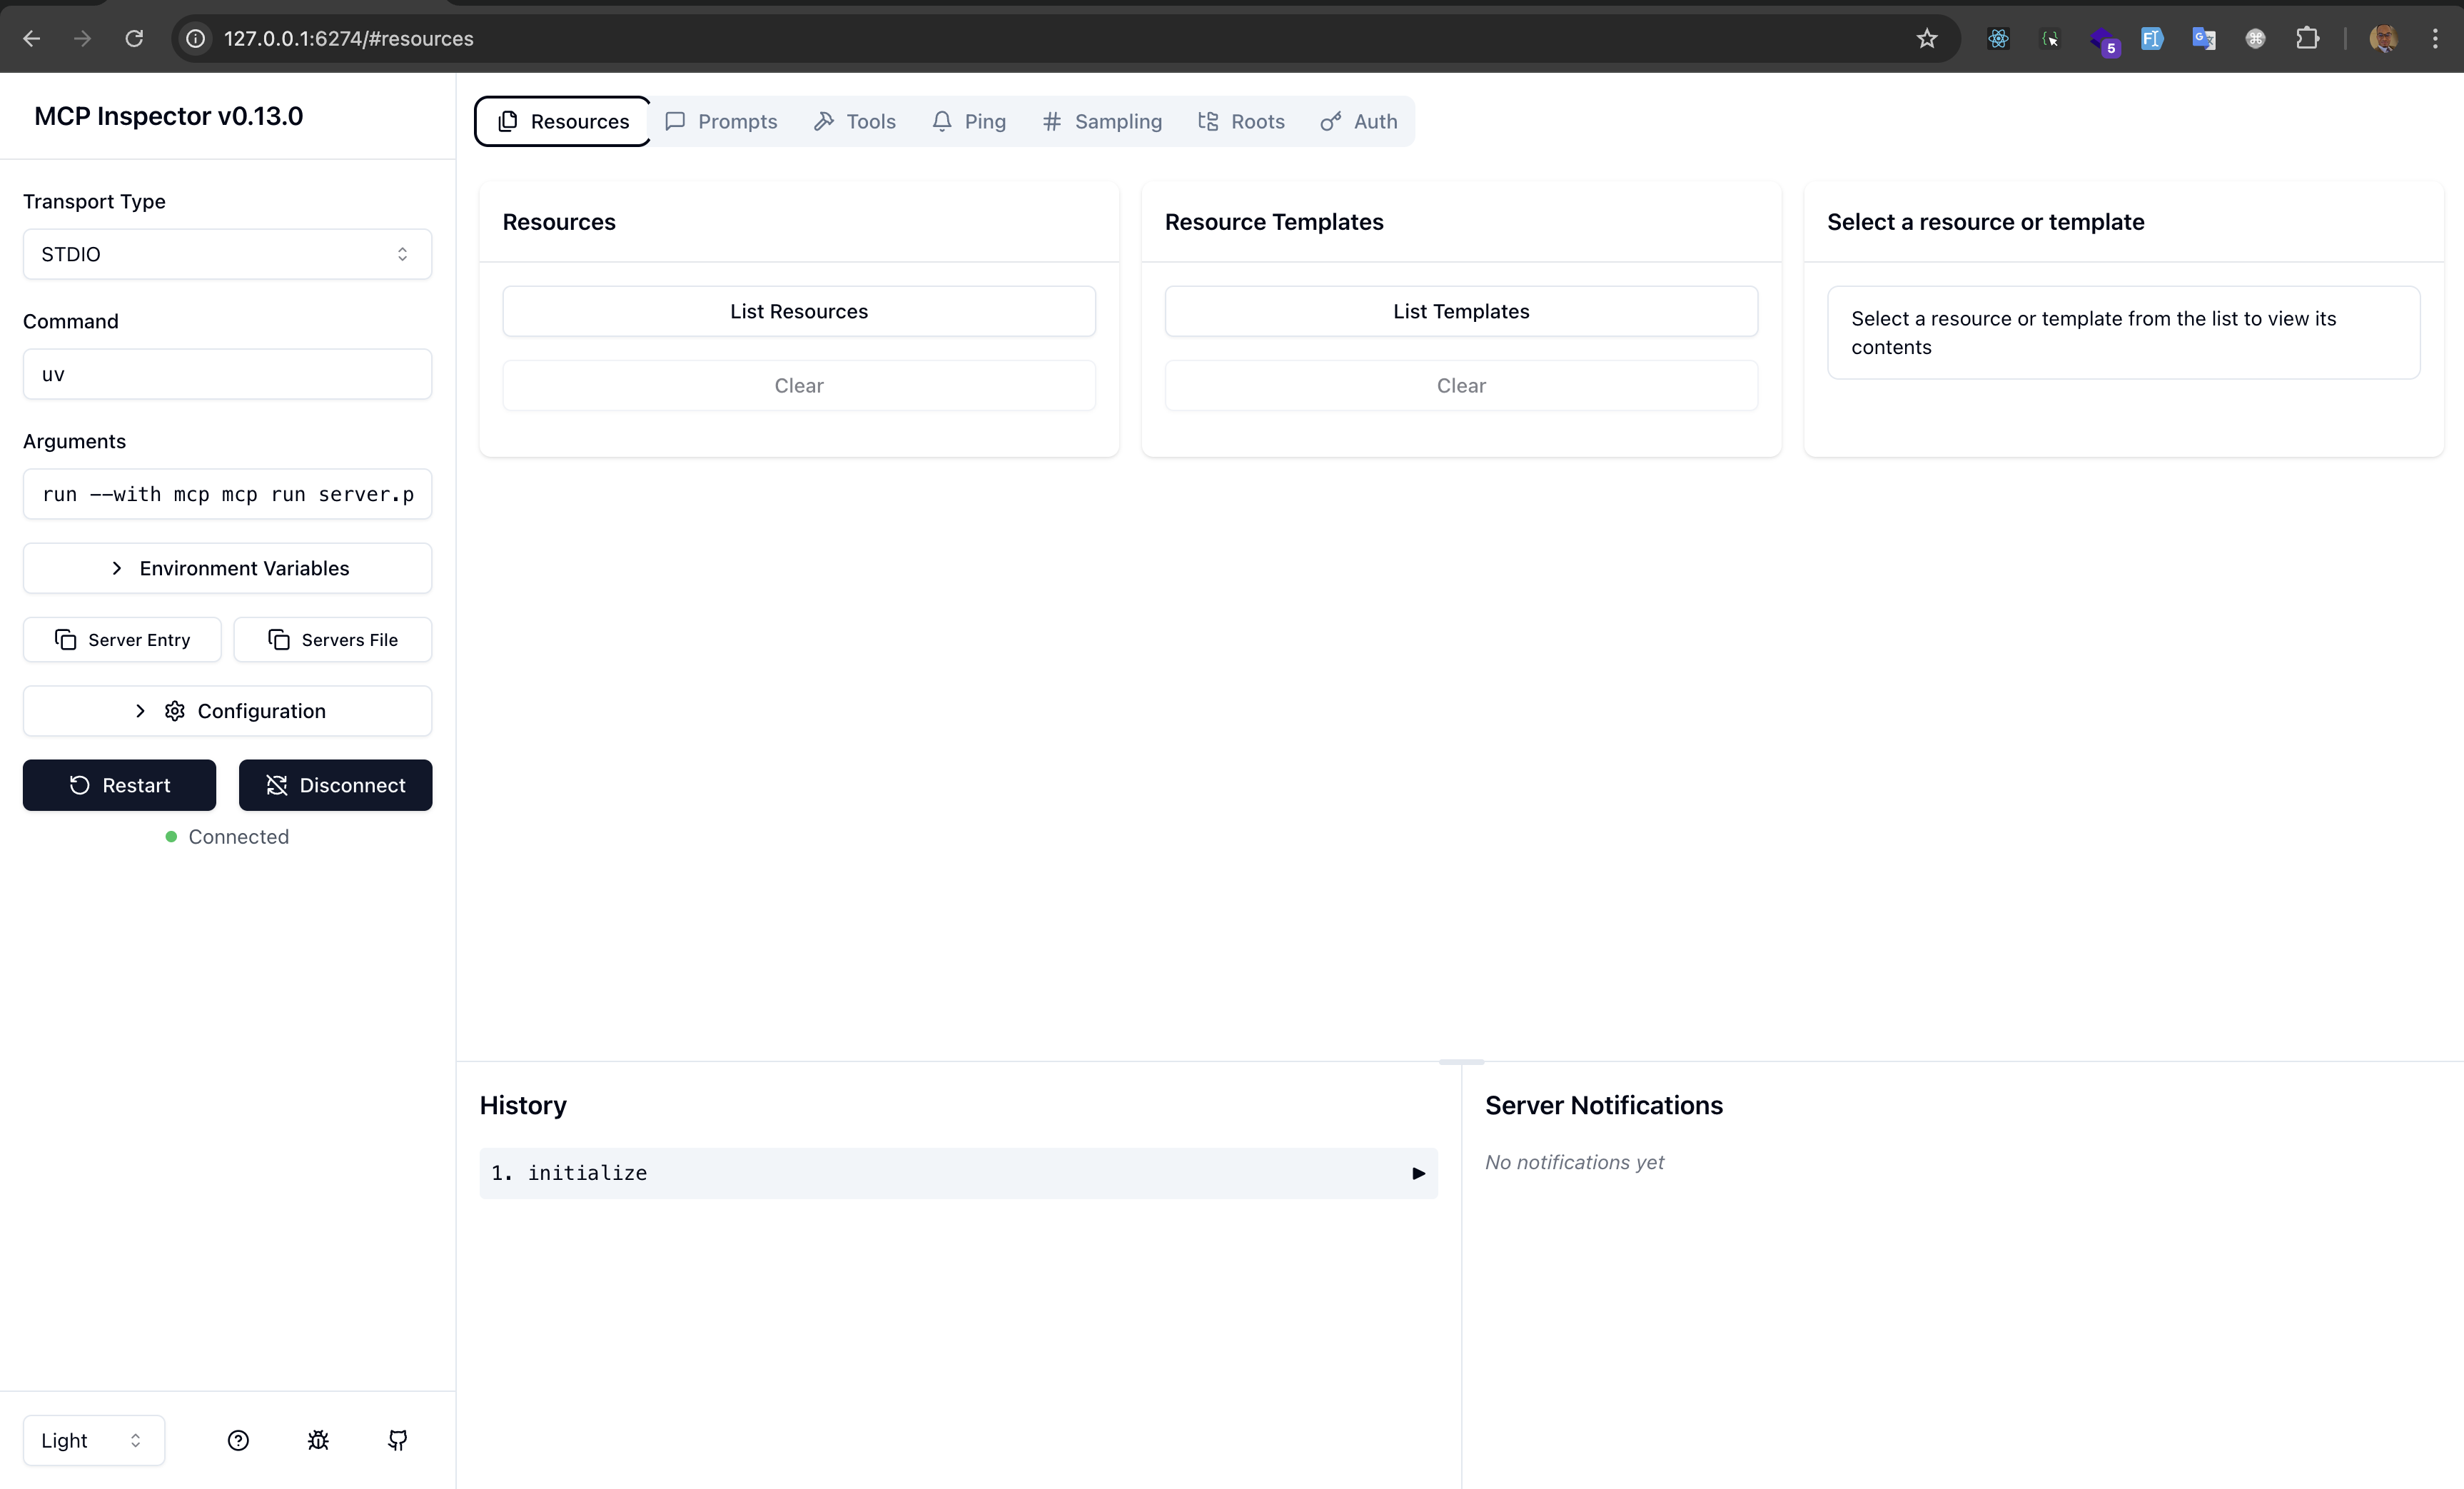 127.0.0.1:6274/#resources
5
MCP Inspector v0.13.0
Transport Type
STDIO
Command
uv
Arguments
run --with mcp mcp run server.p
Environment Variables
Server Entry
Servers File
Configuration
Restart
Disconnect
Connected
Light
Resources
Prompts
Tools
Ping
Sampling
Roots
Auth
Resources
List Resources
Clear
Resource Templates
List Templates
Clear
Select a resource or template
Select a resource or template from the list to view its
contents
History
1. initialize
Server Notifications
No notifications yet